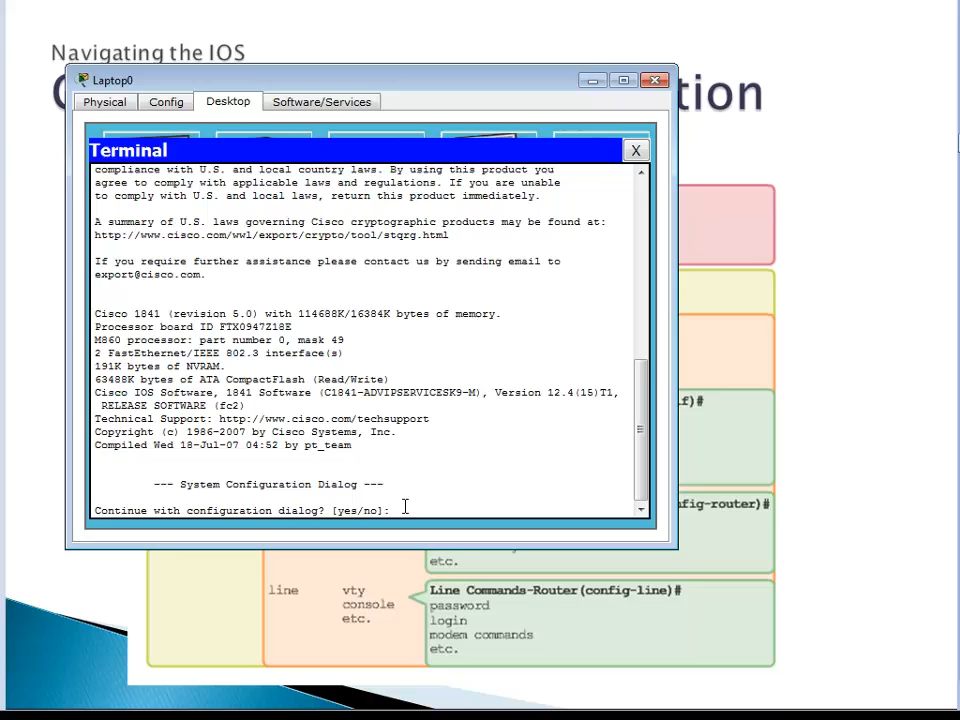 Navigating the IOS
tion
Laptop0
Physical
Config
Desktop
Software/Services
Terminal
X
compliance with U.S. and local country laws. By using this product you
agree to comply with applicable laws and regulations. If you are unable
to comply with U.S. and local laws, return this product immediately.
A summary of U.S. laws governing Cisco cryptographic products may be found at:
http://www.cisco.com/wwl/export/crypto/tool/stqrg.html
If you require further assistance please contact us by sending email to
export@cisco.com.
Cisco 1841 (revision 5.0) with 114688K/16384K bytes of memory.
Processor board ID FTX0947Z18E
M860 processor: part number 0, mask 49
2 FastEthernet/IEEE 802.3 interface(s)
191K bytes of NVRAM.
63488K bytes of ATA CompactFlash (Read/Write)
Cisco IOS Software, 1841 Software (C1841-ADVIPSERVICESK9-M), Version 12.4(15)T1,
RELEASE SOFTWARE (fc2)
Technical Support: http://www.cisco.com/techsupport
Copyright (c) 1986-2007 by Cisco Systems, Inc.
Compiled Wed 18-Jul-07 04:52 by pt_team
--- System Configuration Dialog ---
Continue with configuration dialog? [yes/no]:
if)#
nfig-router)#
etc.
line vty
console
etc.
Line Commands-Router(config-line)#
password
login
modem commands
etc.